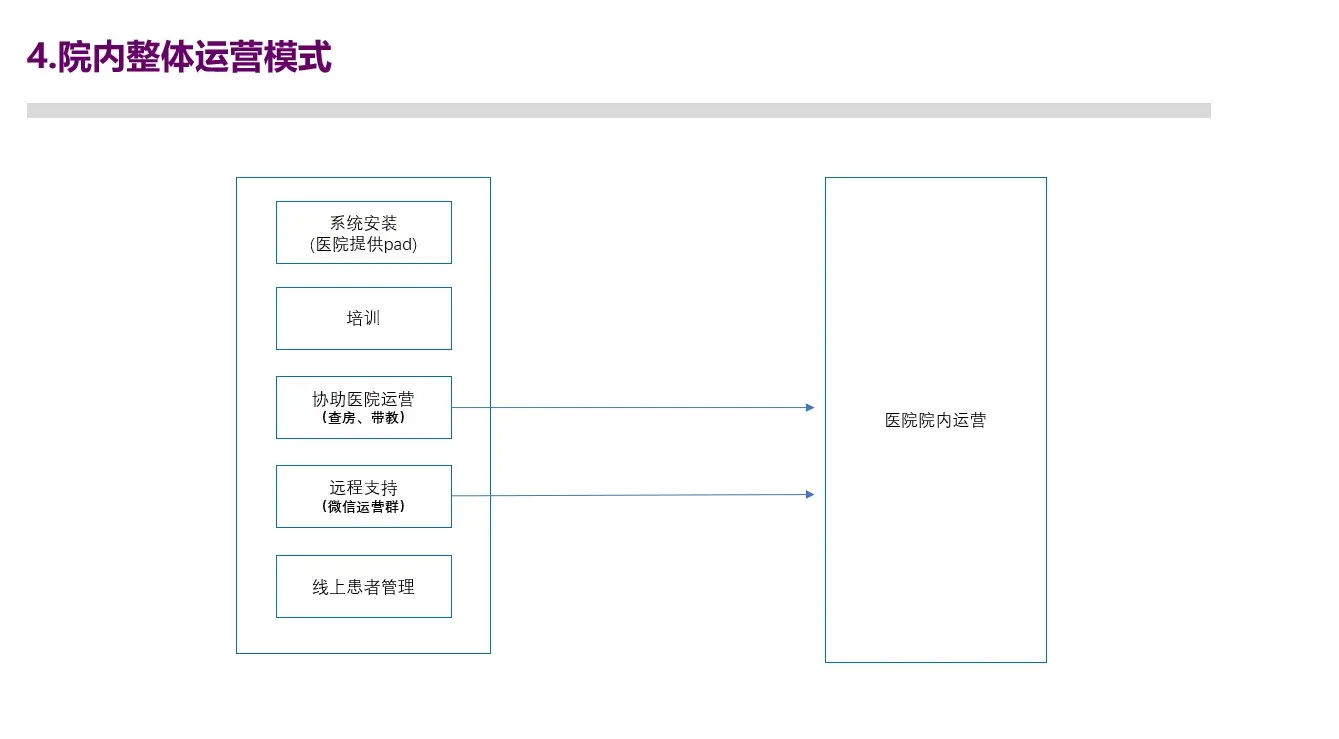 4.院内整体运营模式
系统安装
(医院提供pad)
培训
协助医院运营
(查房、带教)
远程支持
(微信运营群)
线上患者管理
医院院内运营